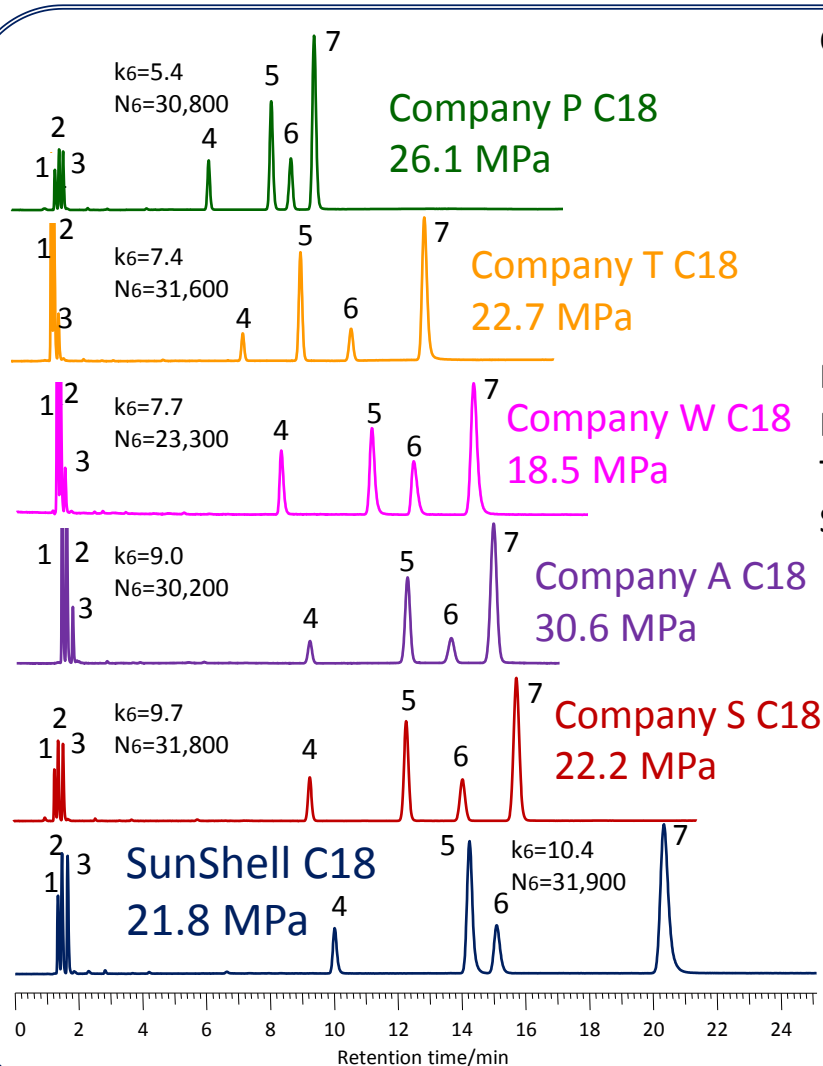 k6=5.4
N6=30,800
1
2
3
4
5
6
7
Company P C18
26.1 MPa
1
2
3
k6=7.4
N6=31,600
4
5
6
7
Company T C18
22.7 MPa
1
2
3
k6=7.7
N6=23,300
4
5
6
7
Company W C18
18.5 MPa
1
2
3
k6=9.0
N6=30,200
4
5
6
7
Company A C18
30.6 MPa
1
2
3
k6=9.7
N6=31,800
4
5
6
7
Company S C18
22.2 MPa
1
2
3
SunShell C18
21.8 MPa
4
5
k6=10.4
N6=31,900
6
7
0 2 4 6 8 10 12 14 16 18 20 22 24
Retention time/min